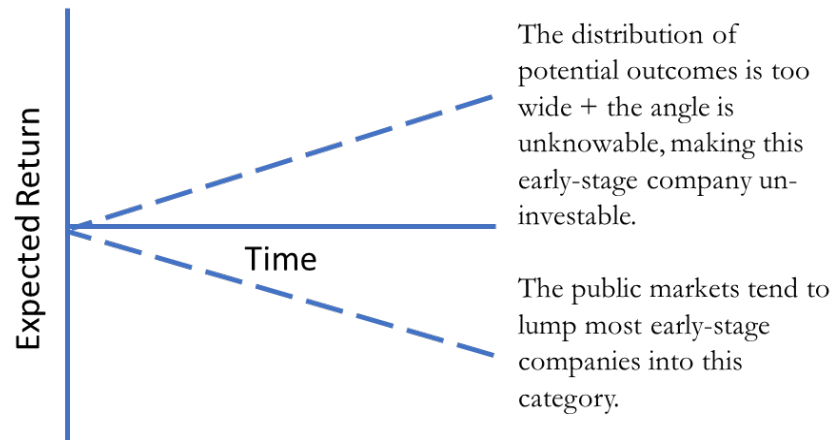 Expected Return
Time
The distribution of
potential outcomes is too
wide + the angle is
unknowable, making this
early-stage company un-
investable.
The public markets tend to
lump most early-stage
companies into this
category.